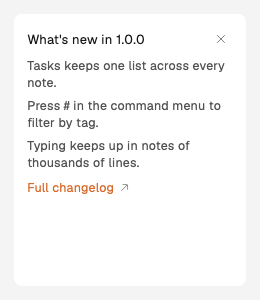 What's new in 1.0.0
Tasks keeps one list across every
note.
Press # in the command menu to
filter by tag.
Typing keeps up in notes of
thousands of lines.
Full changelog